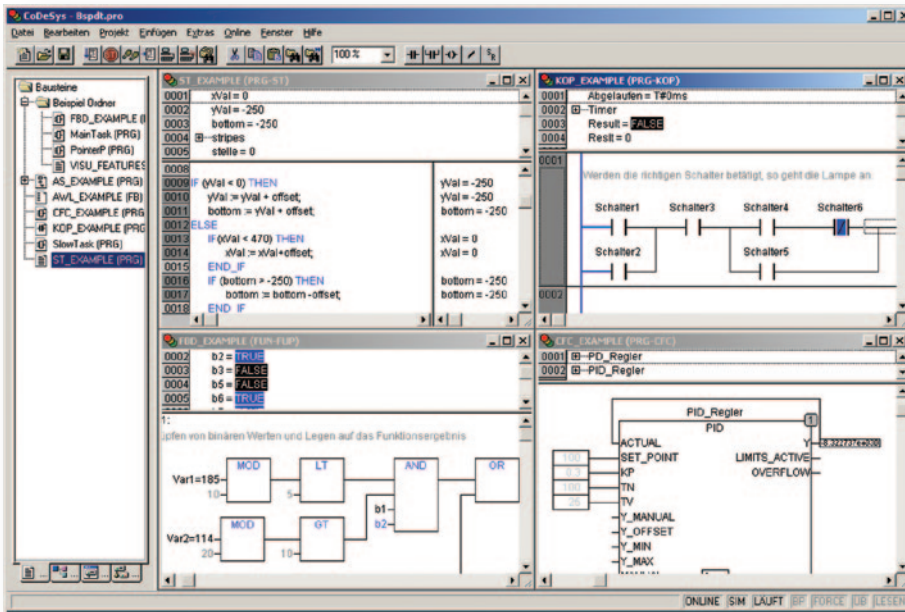 CoDeSys - Bspdt.pro
Datei Bearbeiten Projekt Einfügen Extras Online Fenster Hilfe
100 %
Bausteine
Beispiel Ordner
FBD_EXAMPLE (
MainTask (PRG)
PointerP (PRG)
VISU_FEATURES
AS_EXAMPLE (PRG)
AWL_EXAMPLE (FB)
CFC_EXAMPLE (PRG
KOP_EXAMPLE (PRG
SlowTask (PRG)
ST_EXAMPLE (PRG)
ST_EXAMPLE (PRG-ST)
0001 xVal = 0
0002 yVal = -250
0003 bottom = -250
0004 stripes
0005 stelle = 0
0008
0009 IF (yVal < 0) THEN yVal = -250
0010 yVal := yVal + offset; yVal = -250
0011 bottom := yVal + offset; bottom = -250
0012 ELSE
0013 IF(xVal < 470) THEN xVal = 0
0014 xVal := xVal+offset; xVal = 0
0015 END_IF
0016 IF (bottom > -250) THEN bottom = -250
0017 bottom := bottom -offset; bottom = -250
0018 END_IF
KOP_EXAMPLE (PRG-KOP)
0001 Abgelaufen = T#0ms
0002 Timer
0003 Result = FALSE
0004 Reslt = 0
0001
Werden die richtigen Schalter betätigt, so geht die Lampe an.
Schalter1 Schalter3 Schalter4 Schalter6
Schalter2 Schalter5
0002
FBD_EXAMPLE (FUN-FUP)
0002 b2 = TRUE
0003 b3 = FALSE
0004 b5 = FALSE
0005 b6 = TRUE
1:
üpfen von binären Werten und Legen auf das Funktionsergebnis
MOD LT AND OR
Var1=185
10 5
b1
b2
MOD GT
Var2=114
20 10
CFC_EXAMPLE (PRG-CFC)
0001 PD_Regler
0002 PID_Regler
PID_Regler
1
PID
ACTUAL Y
100 SET_POINT LIMITS_ACTIVE
0.3 KP OVERFLOW
100 TN
25 TV
Y_MANUAL
Y_OFFSET
Y_MIN
Y_MAX
ONLINE SIM LÄUFT BP FORCE ÜB LESEN